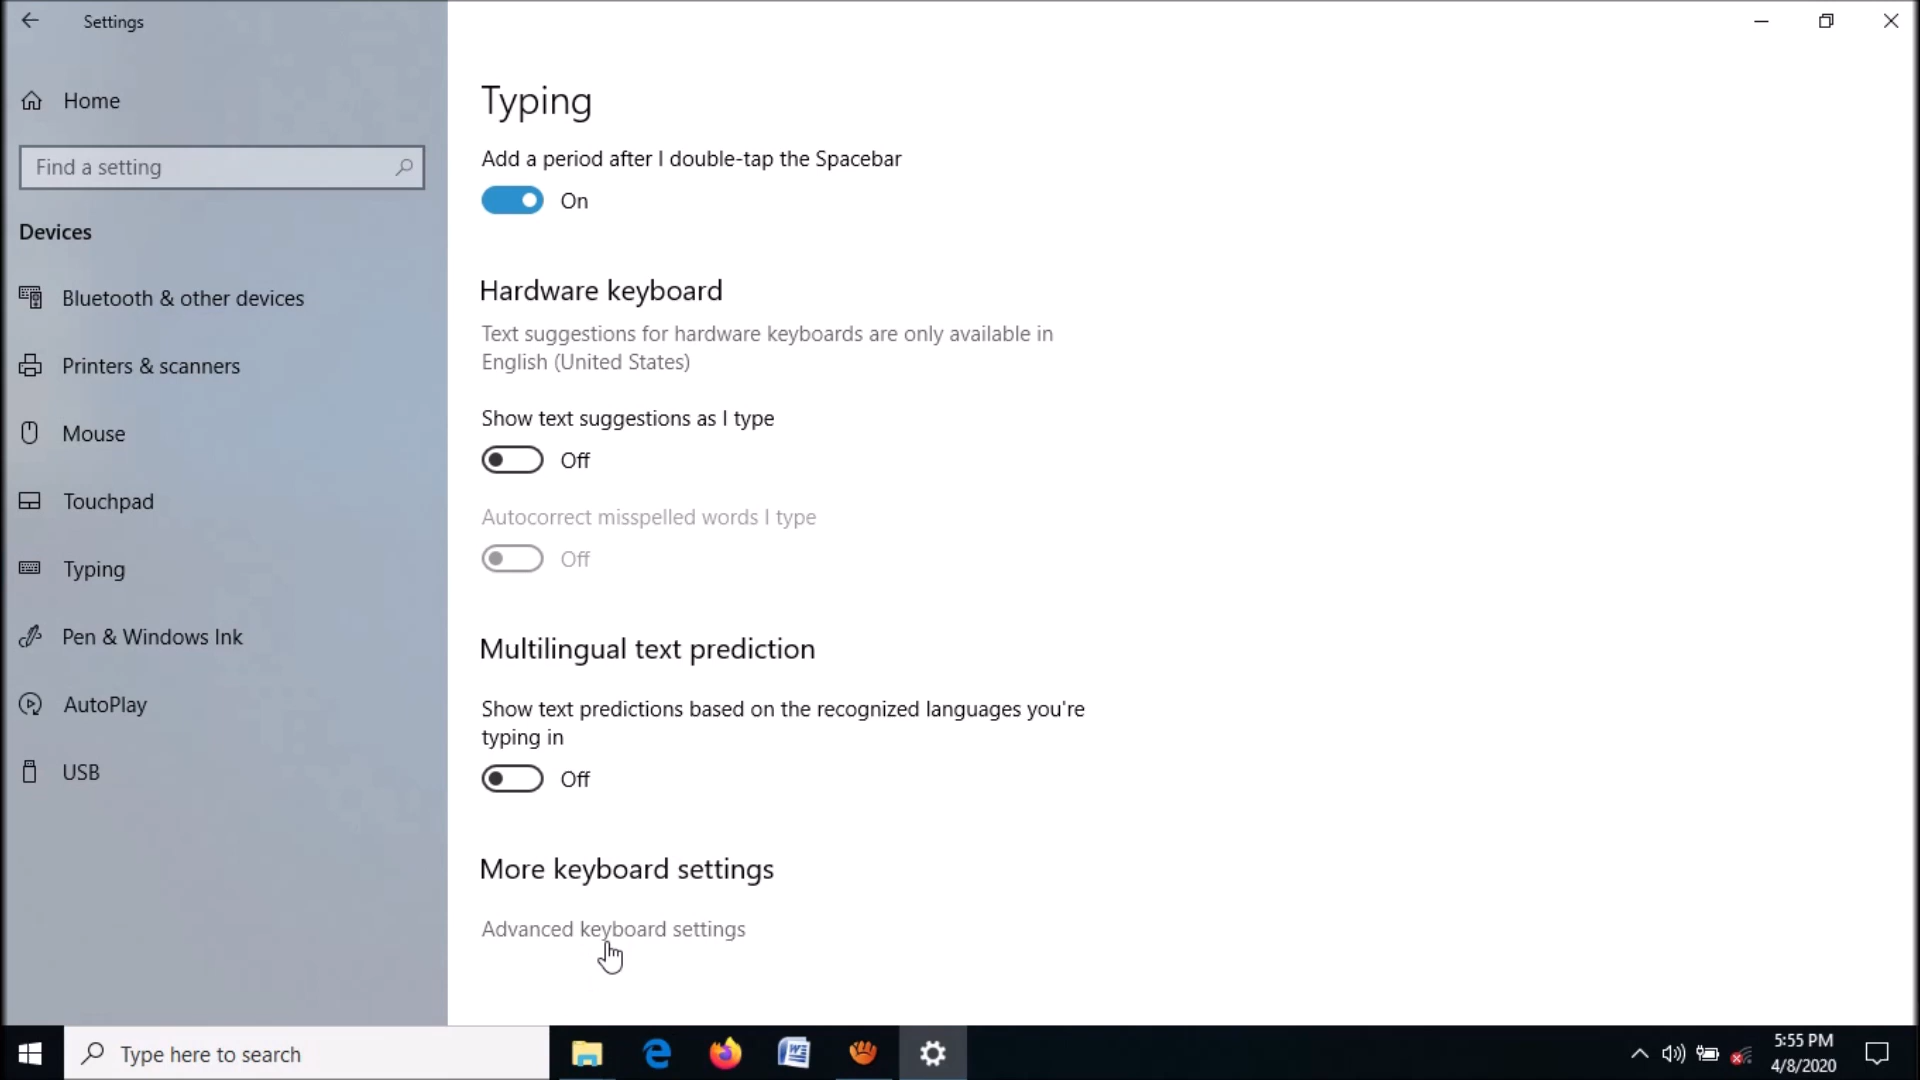 Settings
Home
Find a setting
Devices
Bluetooth & other devices
Printers & scanners
Mouse
Touchpad
Typing
Pen & Windows Ink
AutoPlay
USB
Typing
Add a period after I double-tap the Spacebar
On
Hardware keyboard
Text suggestions for hardware keyboards are only available in
English (United States)
Show text suggestions as I type
Off
Autocorrect misspelled words I type
Off
Multilingual text prediction
Show text predictions based on the recognized languages you're
typing in
Off
More keyboard settings
Advanced keyboard settings
Type here to search
5:55 PM
4/8/2020